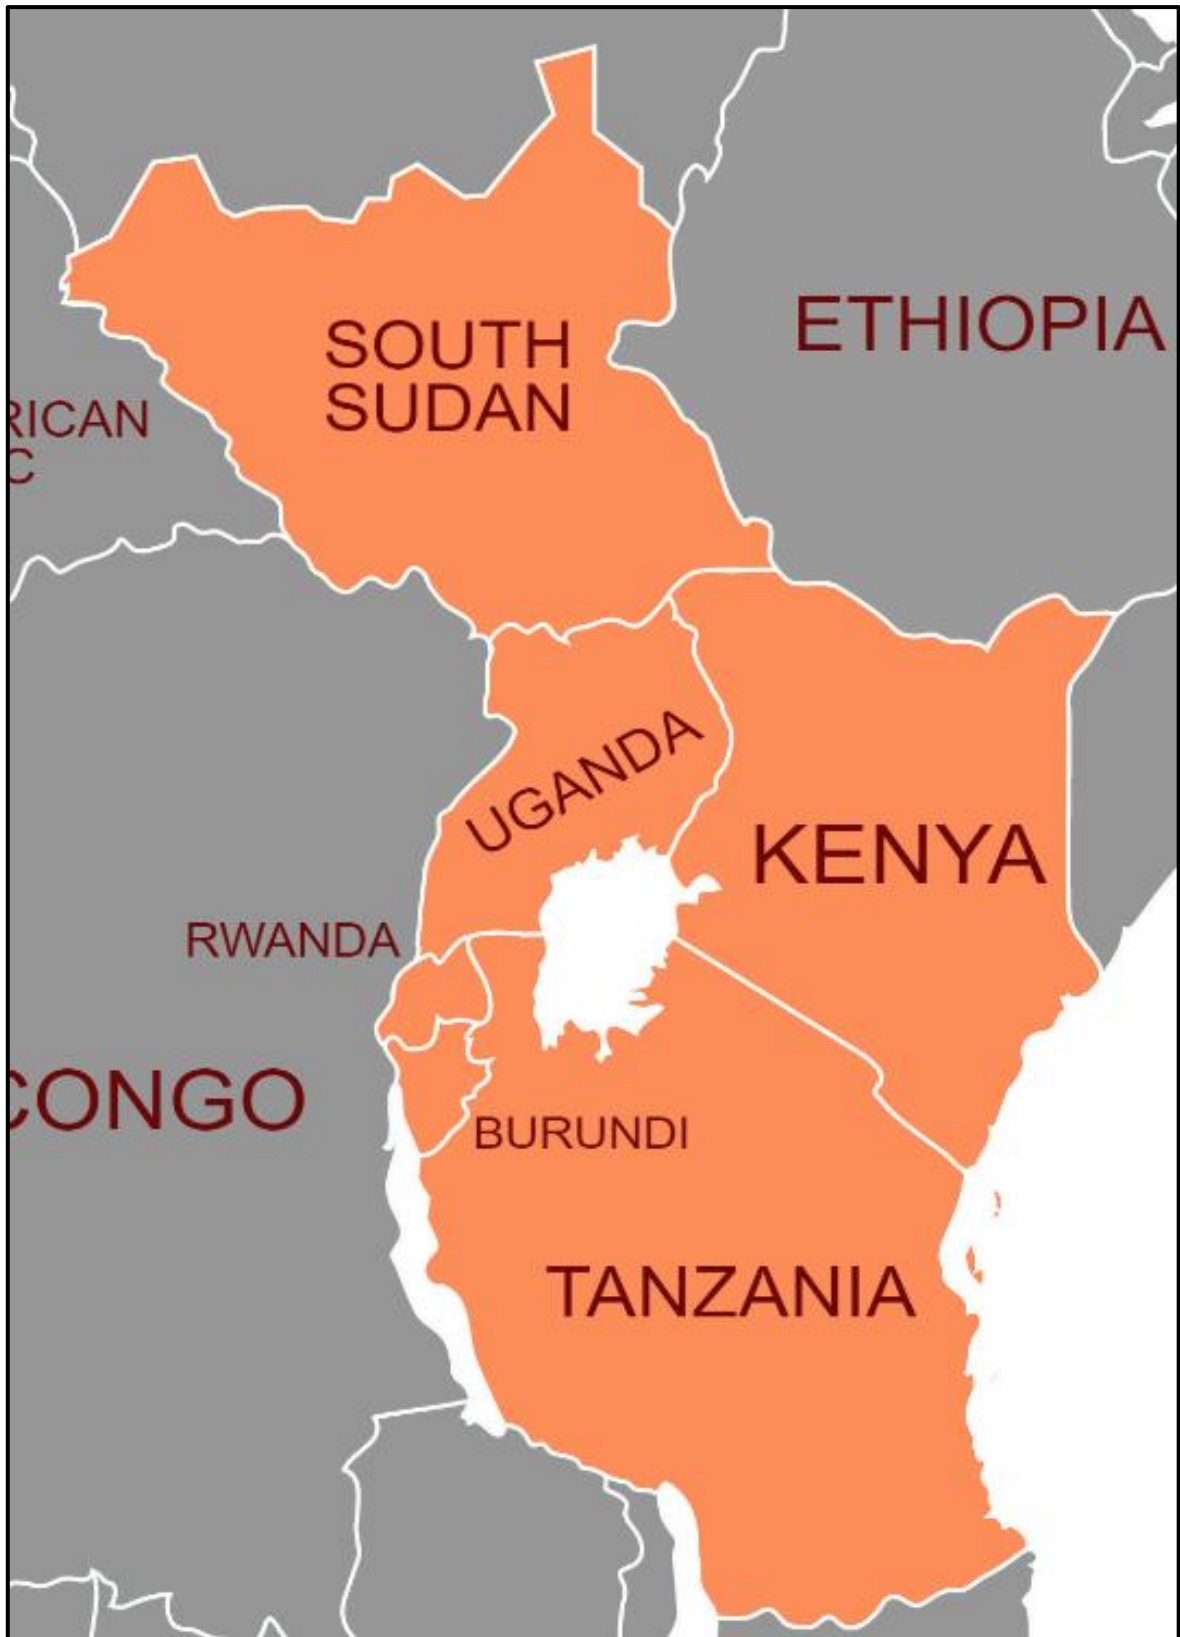 SOUTH
SUDAN
ETHIOPIA
RICAN
C
UGANDA
KENYA
RWANDA
CONGO
BURUNDI
TANZANIA